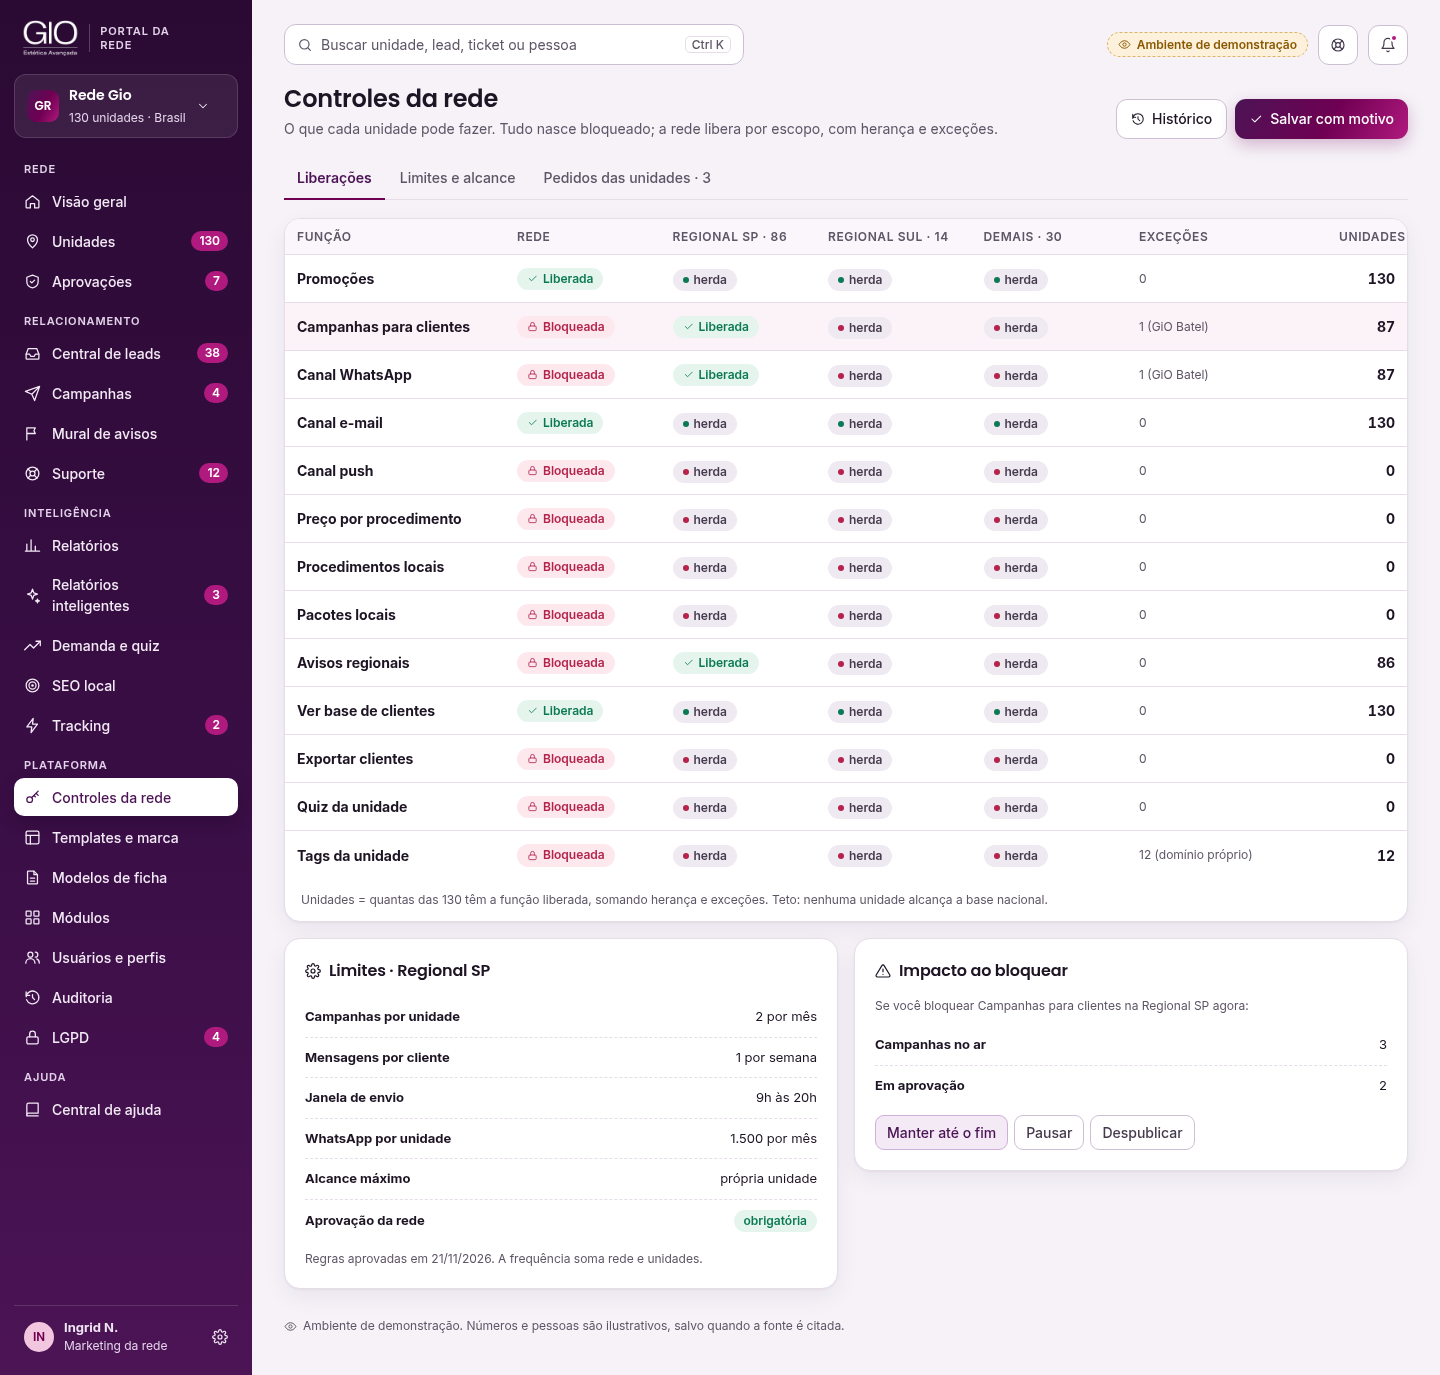 GIO
Estética Avançada
PORTAL DA
REDE
GR
Rede Gio
130 unidades · Brasil
REDE
Visão geral
Unidades 130
Aprovações 7
RELACIONAMENTO
Central de leads 38
Campanhas 4
Mural de avisos
Suporte 12
INTELIGÊNCIA
Relatórios
Relatórios
inteligentes 3
Demanda e quiz
SEO local
Tracking 2
PLATAFORMA
Controles da rede
Templates e marca
Modelos de ficha
Módulos
Usuários e perfis
Auditoria
LGPD 4
AJUDA
Central de ajuda
IN
Ingrid N.
Marketing da rede
Buscar unidade, lead, ticket ou pessoa Ctrl K
Ambiente de demonstração
Controles da rede
O que cada unidade pode fazer. Tudo nasce bloqueado; a rede libera por escopo, com herança e exceções.
Histórico
Salvar com motivo
Liberações Limites e alcance Pedidos das unidades · 3
FUNÇÃO REDE REGIONAL SP · 86 REGIONAL SUL · 14 DEMAIS · 30 EXCEÇÕES UNIDADES
Promoções Liberada herda herda herda 0 130
Campanhas para clientes Bloqueada Liberada herda herda 1 (GiO Batel) 87
Canal WhatsApp Bloqueada Liberada herda herda 1 (GiO Batel) 87
Canal e-mail Liberada herda herda herda 0 130
Canal push Bloqueada herda herda herda 0 0
Preço por procedimento Bloqueada herda herda herda 0 0
Procedimentos locais Bloqueada herda herda herda 0 0
Pacotes locais Bloqueada herda herda herda 0 0
Avisos regionais Bloqueada Liberada herda herda 0 86
Ver base de clientes Liberada herda herda herda 0 130
Exportar clientes Bloqueada herda herda herda 0 0
Quiz da unidade Bloqueada herda herda herda 0 0
Tags da unidade Bloqueada herda herda herda 12 (domínio próprio) 12
Unidades = quantas das 130 têm a função liberada, somando herança e exceções. Teto: nenhuma unidade alcança a base nacional.
Limites · Regional SP
Campanhas por unidade 2 por mês
Mensagens por cliente 1 por semana
Janela de envio 9h às 20h
WhatsApp por unidade 1.500 por mês
Alcance máximo própria unidade
Aprovação da rede obrigatória
Regras aprovadas em 21/11/2026. A frequência soma rede e unidades.
Impacto ao bloquear
Se você bloquear Campanhas para clientes na Regional SP agora:
Campanhas no ar 3
Em aprovação 2
Manter até o fim Pausar Despublicar
Ambiente de demonstração. Números e pessoas são ilustrativos, salvo quando a fonte é citada.